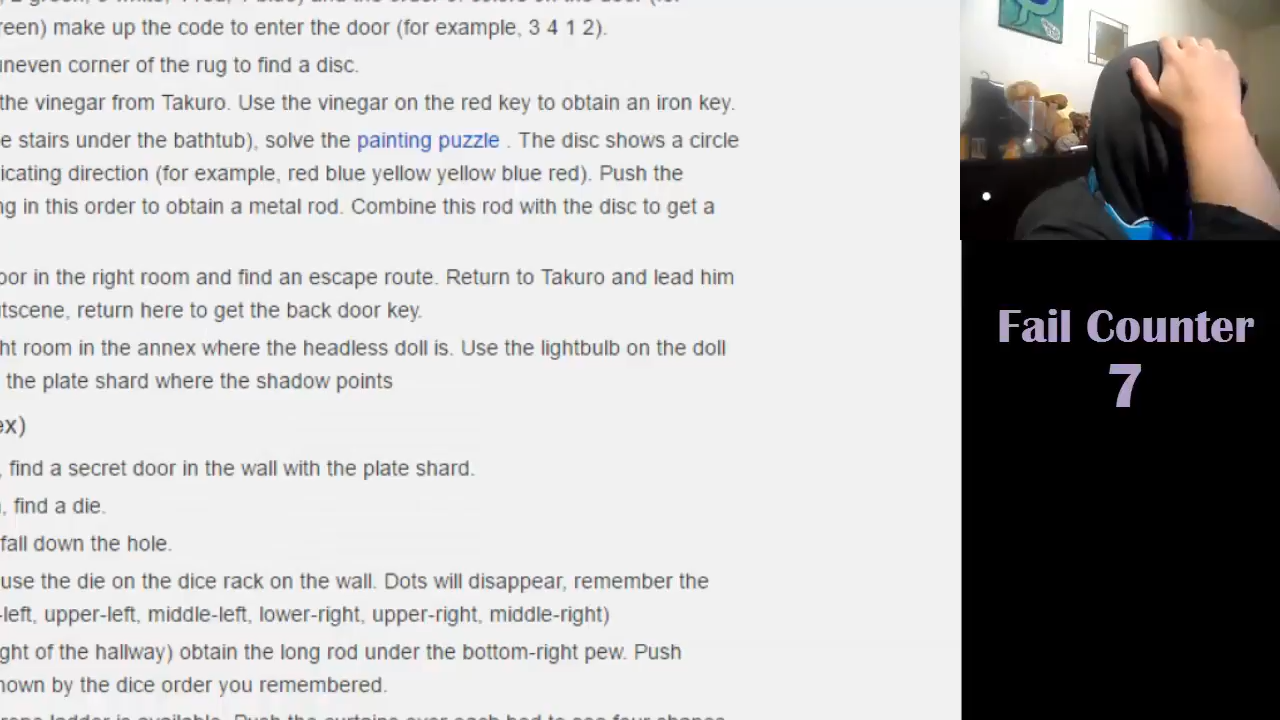 reen) make up the code to enter the door (for example, 3 4 1 2).
uneven corner of the rug to find a disc.
the vinegar from Takuro. Use the vinegar on the red key to obtain an iron key.
e stairs under the bathtub), solve the painting puzzle . The disc shows a circle
icating direction (for example, red blue yellow yellow blue red). Push the
ng in this order to obtain a metal rod. Combine this rod with the disc to get a
oor in the right room and find an escape route. Return to Takuro and lead him
tscene, return here to get the back door key.
ht room in the annex where the headless doll is. Use the lightbulb on the doll
the plate shard where the shadow points
ex)
, find a secret door in the wall with the plate shard.
, find a die.
fall down the hole.
use the die on the dice rack on the wall. Dots will disappear, remember the
-left, upper-left, middle-left, lower-right, upper-right, middle-right)
ght of the hallway) obtain the long rod under the bottom-right pew. Push
hown by the dice order you remembered.
Fail Counter
7